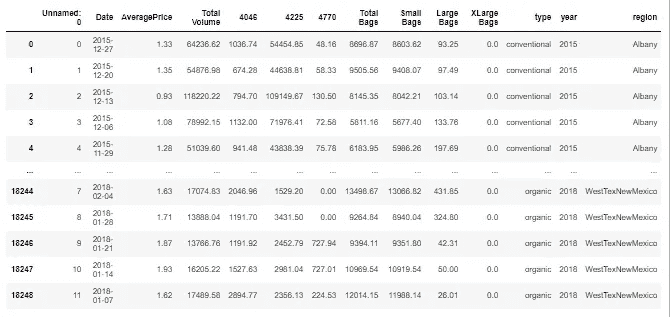 Unnamed: 0 Date AveragePrice Total Volume 4046 4225 4770 Total Bags Small Bags Large Bags XLarge Bags type year region
0 0 2015-12-27 1.33 64236.62 1036.74 54454.85 48.16 8696.87 8603.62 93.25 0.0 conventional 2015 Albany
1 1 2015-12-20 1.35 54876.98 674.28 44638.81 58.33 9505.56 9408.07 97.49 0.0 conventional 2015 Albany
2 2 2015-12-13 0.93 118220.22 794.70 109149.67 130.50 8145.35 8042.21 103.14 0.0 conventional 2015 Albany
3 3 2015-12-06 1.08 78992.15 1132.00 71976.41 72.58 5811.16 5677.40 133.76 0.0 conventional 2015 Albany
4 4 2015-11-29 1.28 51039.60 941.48 43838.39 75.78 6183.95 5986.26 197.69 0.0 conventional 2015 Albany
... ... ... ... ... ... ... ... ... ... ... ... ... ... ...
18244 7 2018-02-04 1.63 17074.83 2046.96 1529.20 0.00 13498.67 13066.82 431.85 0.0 organic 2018 WestTexNewMexico
18245 8 2018-01-28 1.71 13888.04 1191.70 3431.50 0.00 9264.84 8940.04 324.80 0.0 organic 2018 WestTexNewMexico
18246 9 2018-01-21 1.87 13766.76 1191.92 2452.79 727.94 9394.11 9351.80 42.31 0.0 organic 2018 WestTexNewMexico
18247 10 2018-01-14 1.93 16205.22 1527.63 2981.04 727.01 10969.54 10919.54 50.00 0.0 organic 2018 WestTexNewMexico
18248 11 2018-01-07 1.62 17489.58 2894.77 2356.13 224.53 12014.15 11988.14 26.01 0.0 organic 2018 WestTexNewMexico